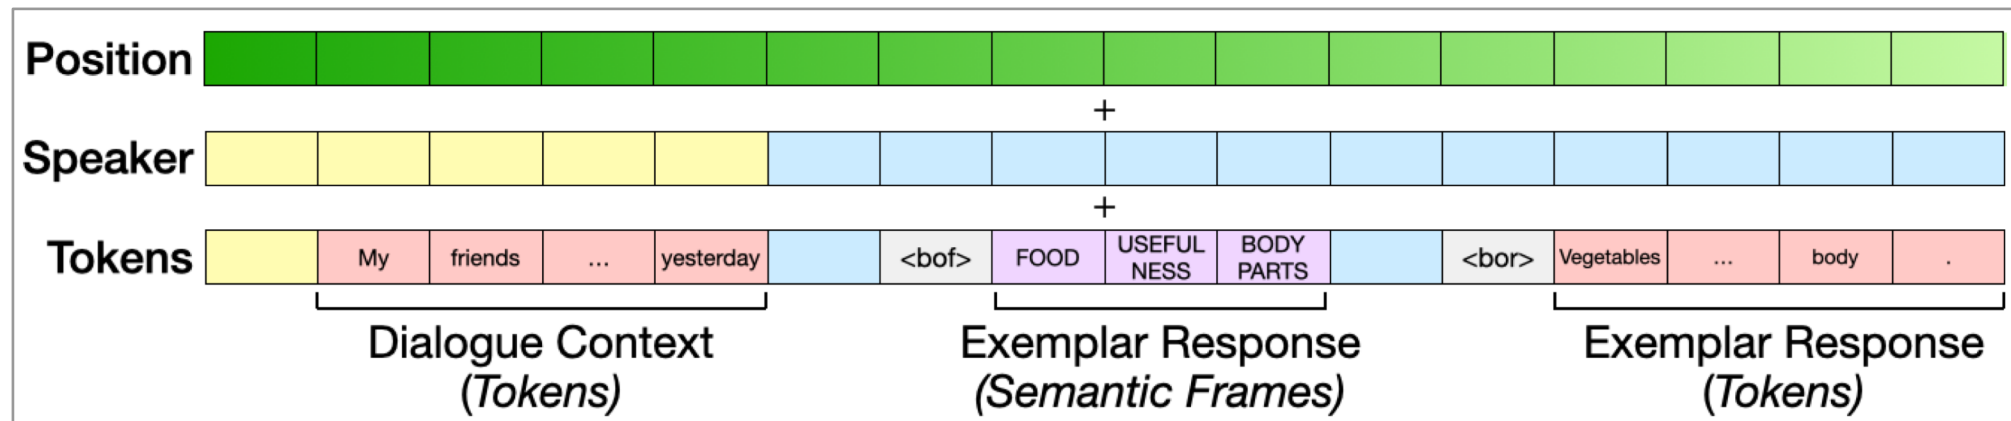 Position
+
Speaker
+
Tokens My friends ... yesterday <bof> FOOD USEFUL NESS BODY PARTS <bor> Vegetables ... body .
Dialogue Context Exemplar Response Exemplar Response
(Tokens) (Semantic Frames) (Tokens)